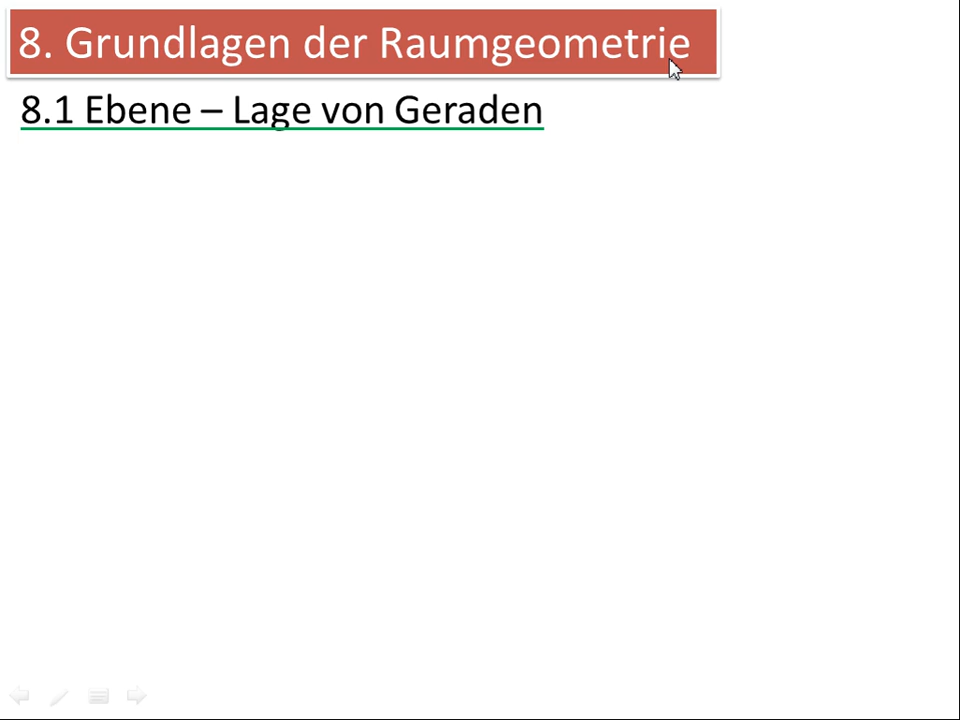 8. Grundlagen der Raumgeometrie
8.1 Ebene – Lage von Geraden